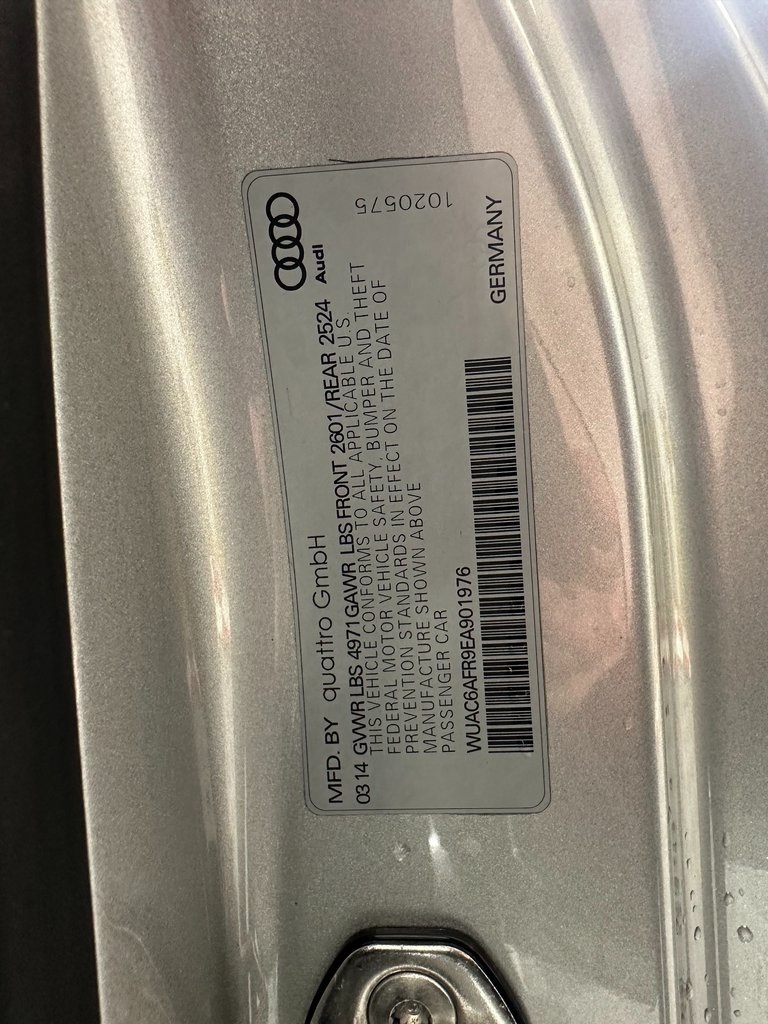 MFD. BY quattro GmbH
Audi
03 14 GVWR LBS 4971 GAWR LBS FRONT 2601/REAR 2524
THIS VEHICLE CONFORMS TO ALL APPLICABLE U.S.
FEDERAL MOTOR VEHICLE SAFETY, BUMPER AND THEFT
PREVENTION STANDARDS IN EFFECT ON THE DATE OF
MANUFACTURE SHOWN ABOVE
PASSENGER CAR
1020575
WUAC6AFR9EA901976
GERMANY